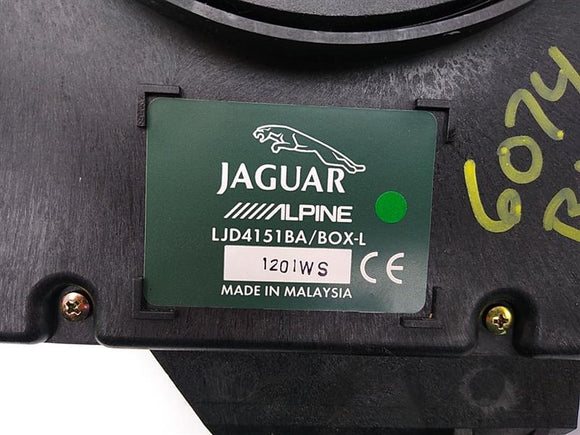 JAGUAR
/////ALPINE
LJD4151BA/BOX-L
1201WS
CE
MADE IN MALAYSIA
6074